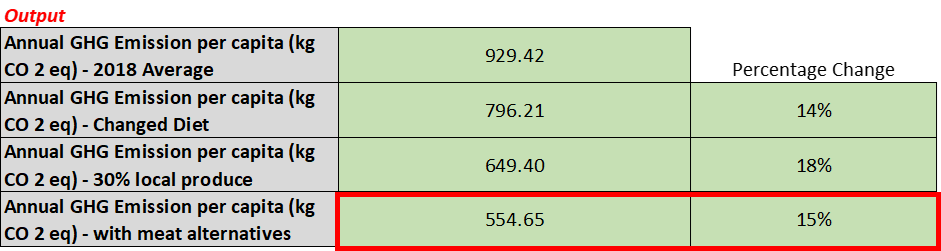 Output
Annual GHG Emission per capita (kg
CO 2 eq) - 2018 Average
929.42
Percentage Change
Annual GHG Emission per capita (kg
CO 2 eq) - Changed Diet
796.21
14%
Annual GHG Emission per capita (kg
CO 2 eq) - 30% local produce
649.40
18%
Annual GHG Emission per capita (kg
CO 2 eq) - with meat alternatives
554.65
15%